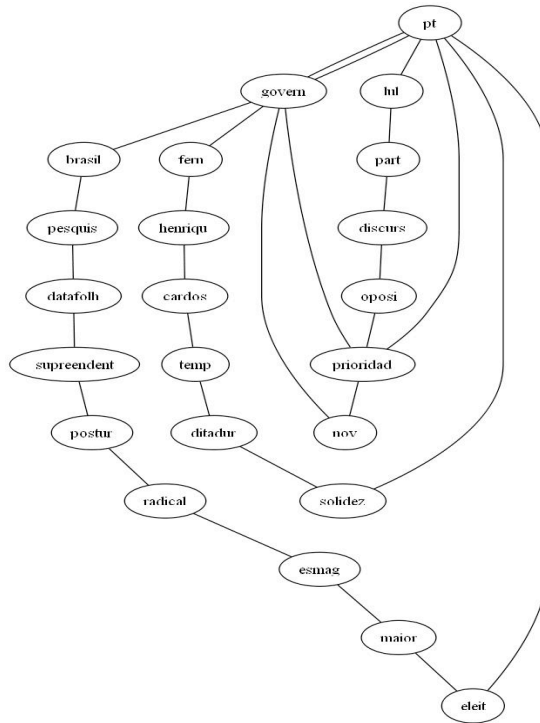 pt
govern lul
brasil fern part
pesquis henriqu discurs
datafolh cardos oposi
supreendent temp prioridad
postur ditadur nov
radical solidez
esmag
maior
eleit